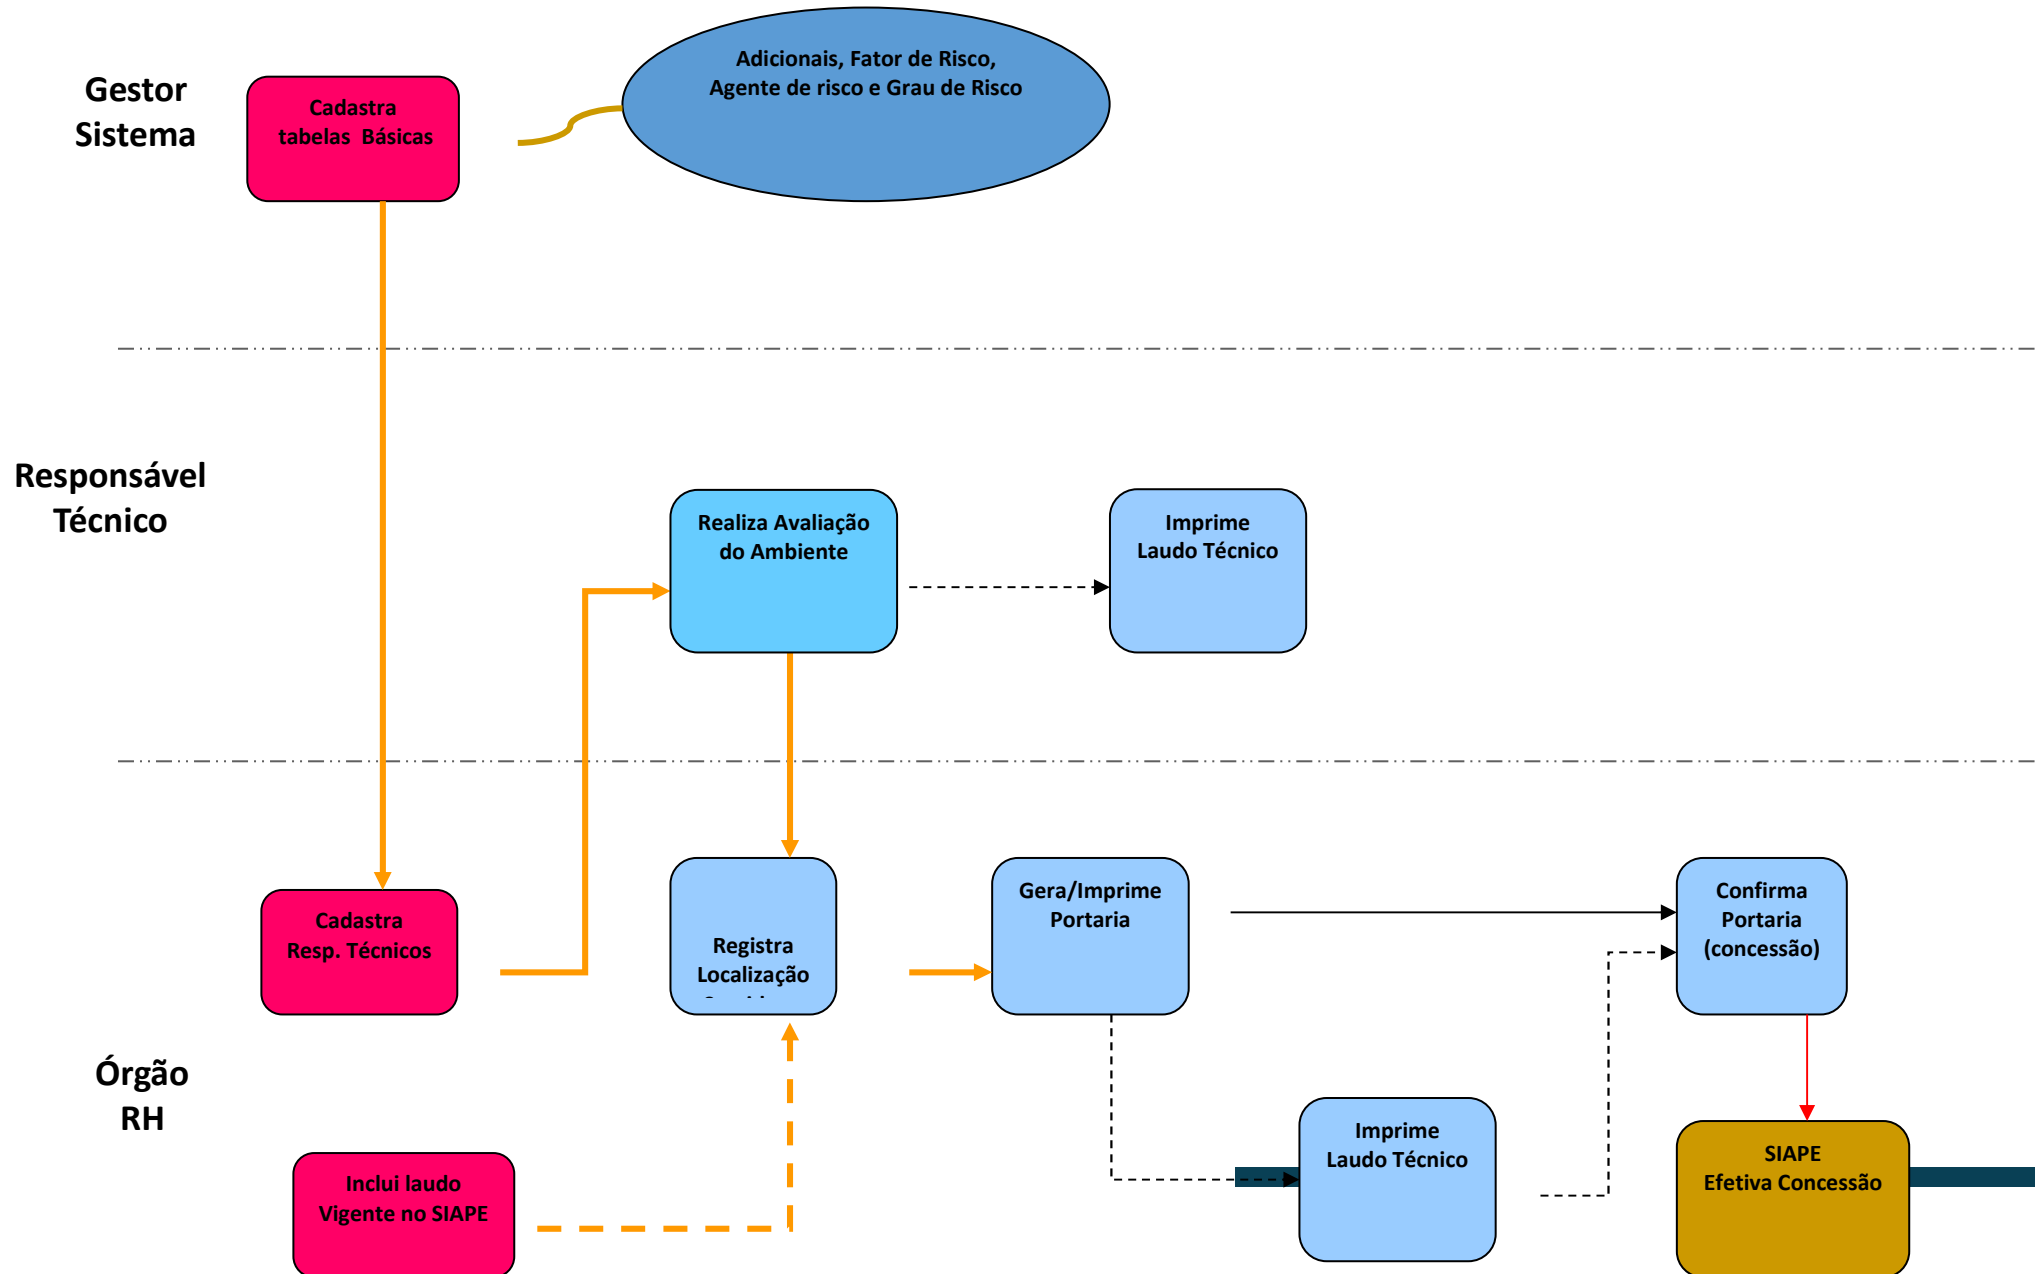 Gestor
Sistema
Cadastra
tabelas Básicas
Adicionais, Fator de Risco,
Agente de risco e Grau de Risco
Responsável
Técnico
Realiza Avaliação
do Ambiente
Imprime
Laudo Técnico
Órgão
RH
Cadastra
Resp. Técnicos
Registra
Localização
Gera/Imprime
Portaria
Confirma
Portaria
(concessão)
Inclui laudo
Vigente no SIAPE
Imprime
Laudo Técnico
SIAPE
Efetiva Concessão